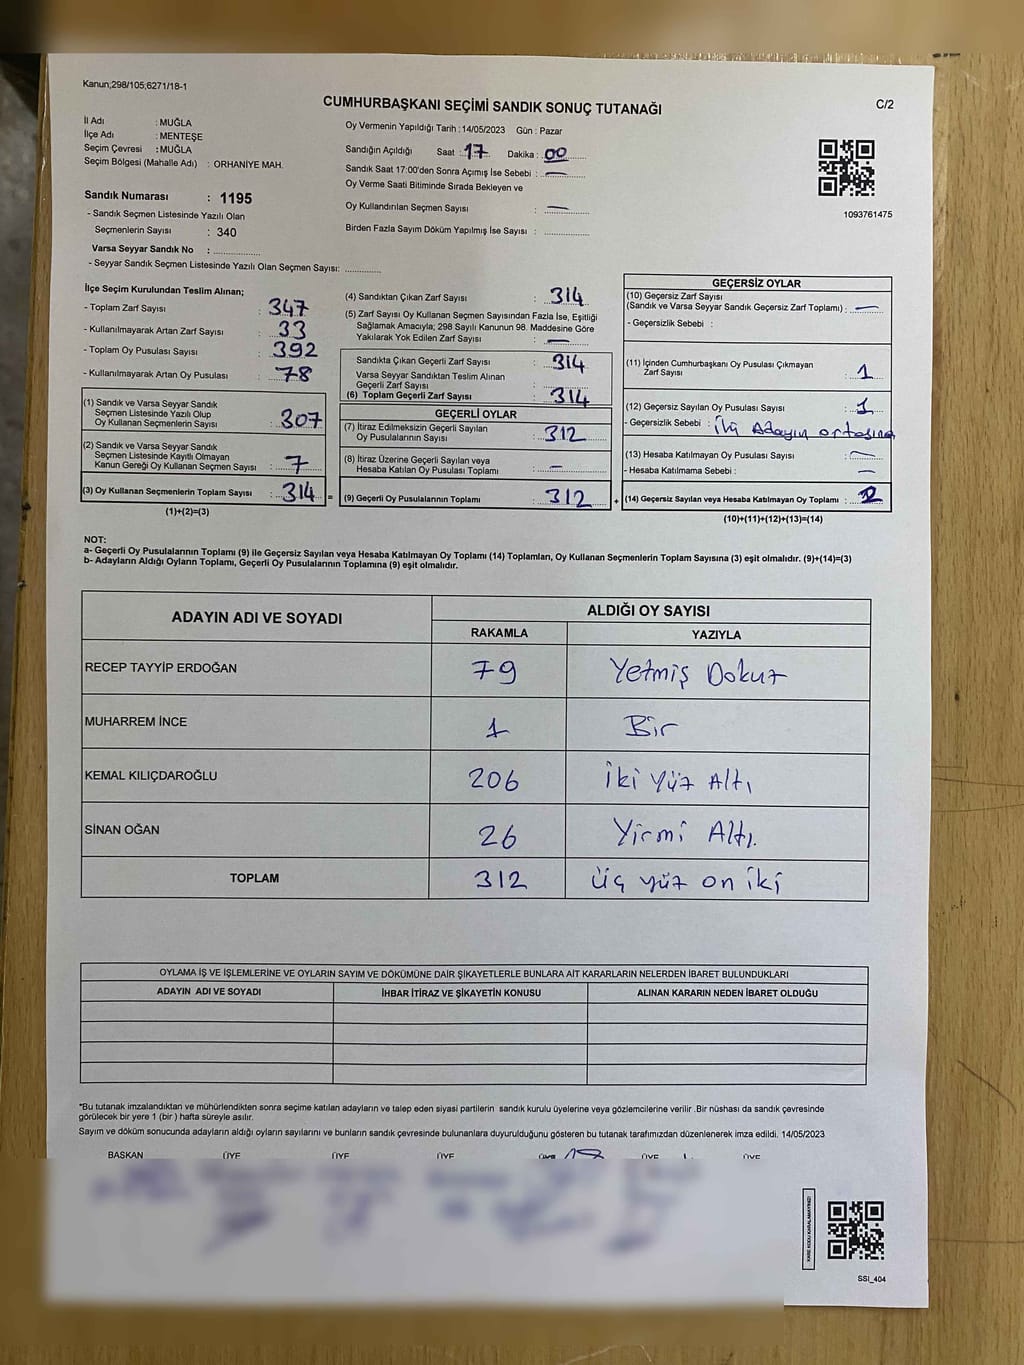 Kanun;298/105;6271/18-1
CUMHURBAŞKANI SEÇİMİ SANDIK SONUÇ TUTANAĞI
C/2
İl Adı : MUĞLA
İlçe Adı : MENTEŞE
Seçim Çevresi : MUĞLA
Seçim Bölgesi (Mahalle Adı) : ORHANİYE MAH.
Sandık Numarası : 1195
- Sandık Seçmen Listesinde Yazılı Olan
Seçmenlerin Sayısı : 340
Varsa Seyyar Sandık No : ..............
- Seyyar Sandık Seçmen Listesinde Yazılı Olan Seçmen Sayısı: ............
Oy Vermenin Yapıldığı Tarih : 14/05/2023 Gün : Pazar
Sandığın Açıldığı Saat : 17 Dakika : 00
Sandık Saat 17:00'den Sonra Açımış İse Sebebi : —
Oy Verme Saati Bitiminde Sırada Bekleyen ve
Oy Kullandırılan Seçmen Sayısı : —
Birden Fazla Sayım Döküm Yapılmış İse Sayısı : ..............
1093761475
İlçe Seçim Kurulundan Teslim Alınan;
- Toplam Zarf Sayısı : 347
- Kullanılmayarak Artan Zarf Sayısı : 33
- Toplam Oy Pusulası Sayısı : 392
- Kullanılmayarak Artan Oy Pusulası : 78
(1) Sandık ve Varsa Seyyar Sandık
Seçmen Listesinde Yazılı Olup
Oy Kullanan Seçmenlerin Sayısı : 307
(2) Sandık ve Varsa Seyyar Sandık
Seçmen Listesinde Kayıtlı Olmayan
Kanun Gereği Oy Kullanan Seçmen Sayısı : 7
(3) Oy Kullanan Seçmenlerin Toplam Sayısı : 314 =
(1)+(2)=(3)
(4) Sandıktan Çıkan Zarf Sayısı : 314
(5) Zarf Sayısı Oy Kullanan Seçmen Sayısından Fazla İse, Eşitliği
Sağlamak Amacıyla; 298 Sayılı Kanunun 98. Maddesine Göre
Yakılarak Yok Edilen Zarf Sayısı : —
Sandıkta Çıkan Geçerli Zarf Sayısı : 314
Varsa Seyyar Sandıktan Teslim Alınan
Geçerli Zarf Sayısı :
(6) Toplam Geçerli Zarf Sayısı : 314
GEÇERLİ OYLAR
(7) İtiraz Edilmeksizin Geçerli Sayılan
Oy Pusulalarının Sayısı : 312
(8) İtiraz Üzerine Geçerli Sayılan veya
Hesaba Katılan Oy Pusulası Toplamı : —
(9) Geçerli Oy Pusulalarının Toplamı : 312 +
GEÇERSİZ OYLAR
(10) Geçersiz Zarf Sayısı
(Sandık ve Varsa Seyyar Sandık Geçersiz Zarf Toplamı) : —
- Geçersizlik Sebebi :
(11) İçinden Cumhurbaşkanı Oy Pusulası Çıkmayan
Zarf Sayısı : 1
(12) Geçersiz Sayılan Oy Pusulası Sayısı : 1
- Geçersizlik Sebebi : İki Adayın ortasına
(13) Hesaba Katılmayan Oy Pusulası Sayısı : —
- Hesaba Katılmama Sebebi : —
(14) Geçersiz Sayılan veya Hesaba Katılmayan Oy Toplamı : 2
(10)+(11)+(12)+(13)=(14)
NOT:
a- Geçerli Oy Pusulalarının Toplamı (9) ile Geçersiz Sayılan veya Hesaba Katılmayan Oy Toplamı (14) Toplamları, Oy Kullanan Seçmenlerin Toplam Sayısına (3) eşit olmalıdır. (9)+(14)=(3)
b- Adayların Aldığı Oyların Toplamı, Geçerli Oy Pusulalarının Toplamına (9) eşit olmalıdır.
ADAYIN ADI VE SOYADI
ALDIĞI OY SAYISI
RAKAMLA YAZIYLA
RECEP TAYYİP ERDOĞAN 79 Yetmiş Dokuz
MUHARREM İNCE 1 Bir
KEMAL KILIÇDAROĞLU 206 İki Yüz Altı
SİNAN OĞAN 26 Yirmi Altı.
TOPLAM 312 Üç yüz on iki
OYLAMA İŞ VE İŞLEMLERİNE VE OYLARIN SAYIM VE DÖKÜMÜNE DAİR ŞİKAYETLERLE BUNLARA AİT KARARLARIN NELERDEN İBARET BULUNDUKLARI
ADAYIN ADI VE SOYADI İHBAR İTİRAZ VE ŞİKAYETİN KONUSU ALINAN KARARIN NEDEN İBARET OLDUĞU
*Bu tutanak imzalandıktan ve mühürlendikten sonra seçime katılan adayların ve talep eden siyasi partilerin sandık kurulu üyelerine veya gözlemcilerine verilir .Bir nüshası da sandık çevresinde
görülecek bir yere 1 (bir ) hafta süreyle asılır.
Sayım ve döküm sonucunda adayların aldığı oyların sayılarını ve bunların sandık çevresinde bulunanlara duyurulduğunu gösteren bu tutanak tarafımızdan düzenlenerek imza edildi. 14/05/2023
BAŞKAN ÜYE ÜYE ÜYE ÜYE ÜYE ÜYE
KARE KODU KARALAMAYINIZ!
SSI_404